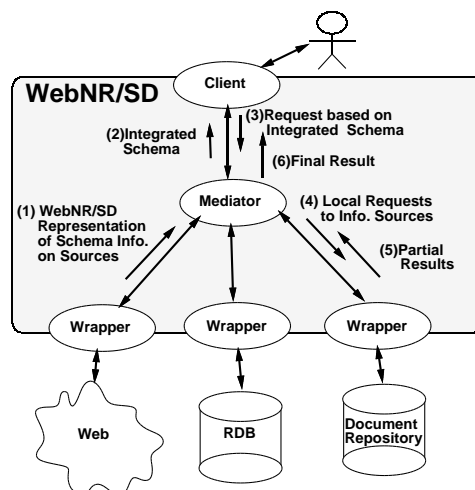 Client
WebNR/SD
(3)Request based on
Integrated Schema
(2)Integrated
Schema
(6)Final Result
Mediator
(1) WebNR/SD
Representation
of Schema Info.
on Sources
(4) Local Requests
to Info. Sources
(5)Partial
Results
Wrapper
Wrapper
Wrapper
Web
RDB
Document
Repository